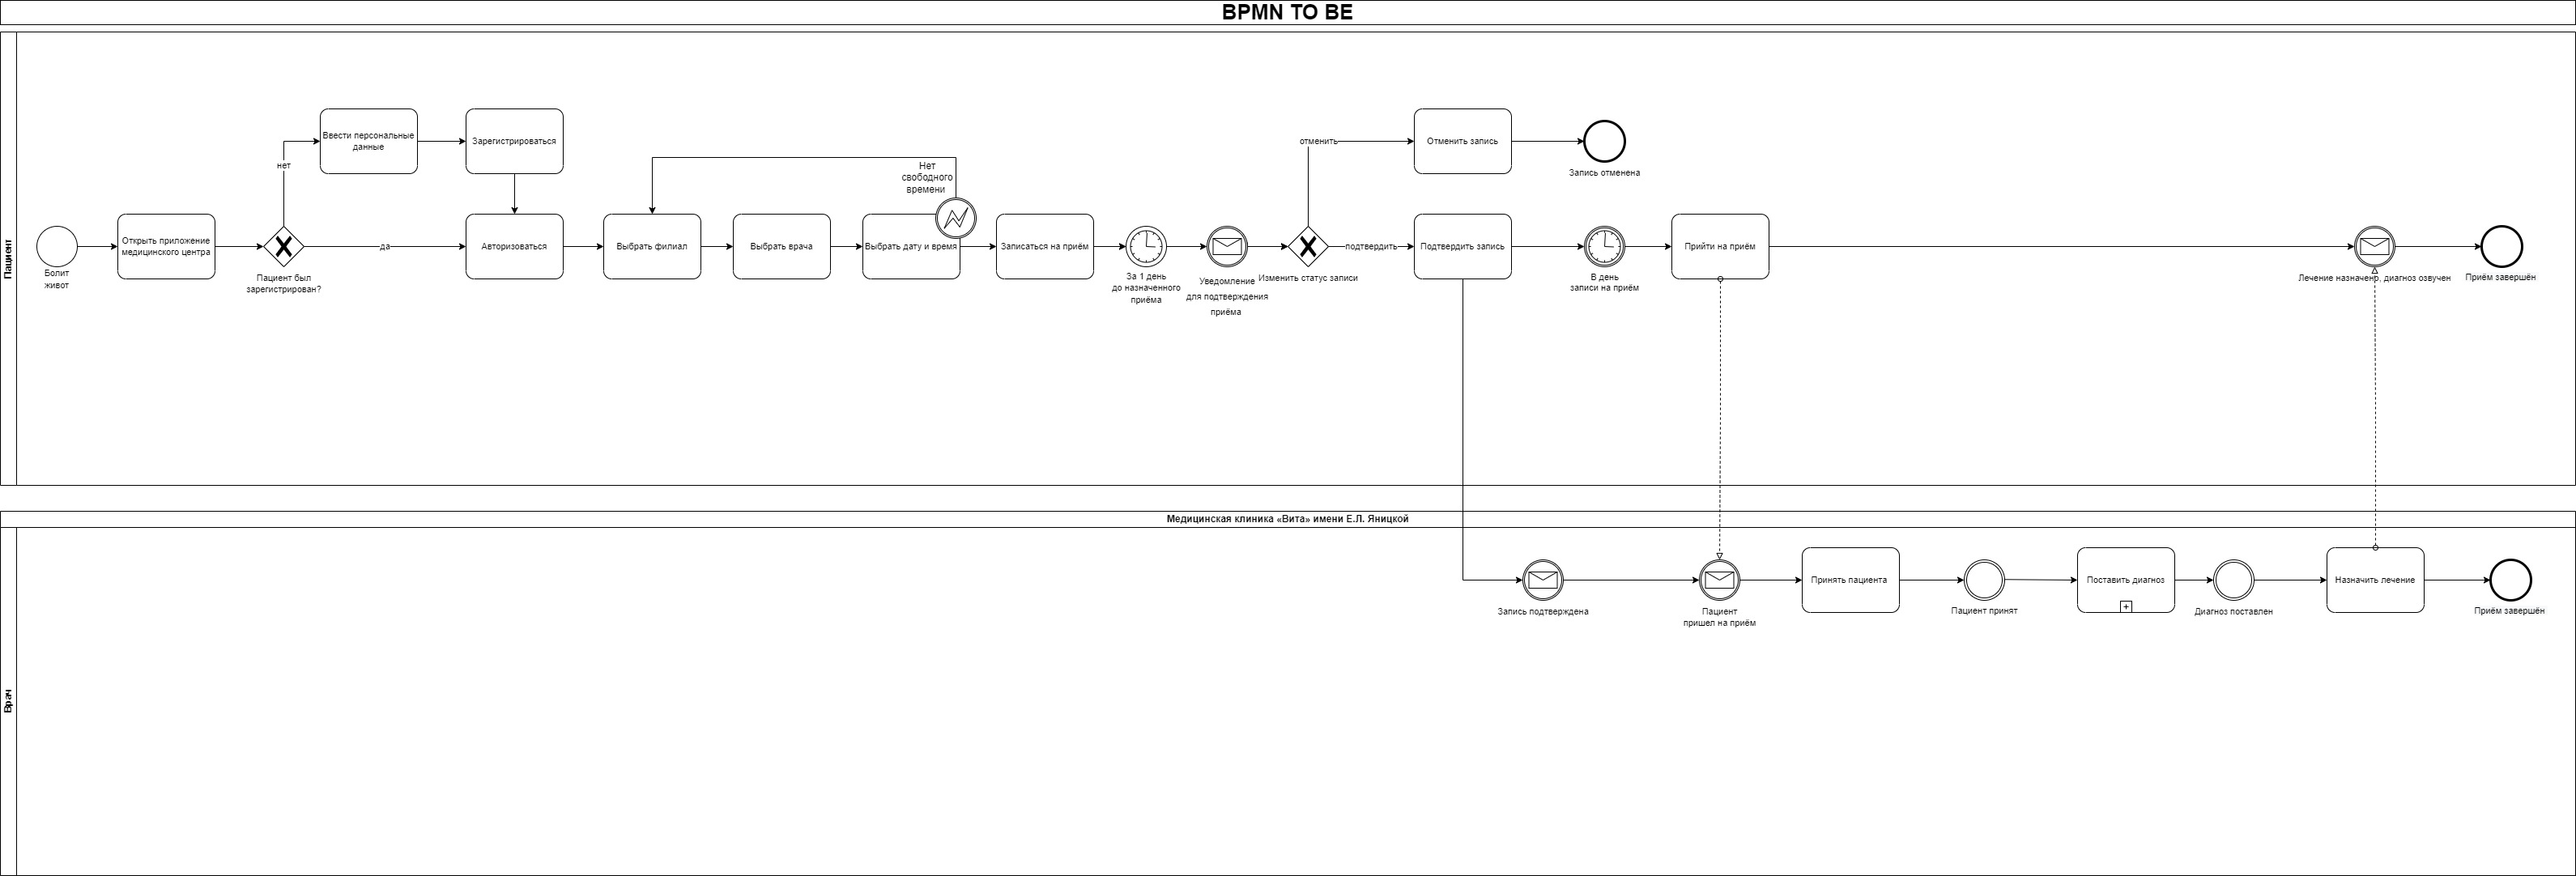 BPMN TO BE
Пациент
Ввести персональные
данные
Зарегистрироваться
нет
Болит
живот
Открыть приложение
медицинского центра
Пациент был
зарегистрирован?
да
Авторизоваться
Выбрать филиал
Выбрать врача
Нет
свободного
времени
Выбрать дату и время
Записаться на приём
За 1 день
до назначенного
приёма
Уведомление
для подтверждения
приёма
Изменить статус записи
отменить
Отменить запись
Запись отменена
подтвердить
Подтвердить запись
В день
записи на приём
Прийти на приём
Лечение назначено, диагноз озвучен
Приём завершён
Медицинская клиника «Вита» имени Е.Л. Яницкой
Врач
Запись подтверждена
Пациент
пришел на приём
Принять пациента
Пациент принят
Поставить диагноз
Диагноз поставлен
Назначить лечение
Приём завершён